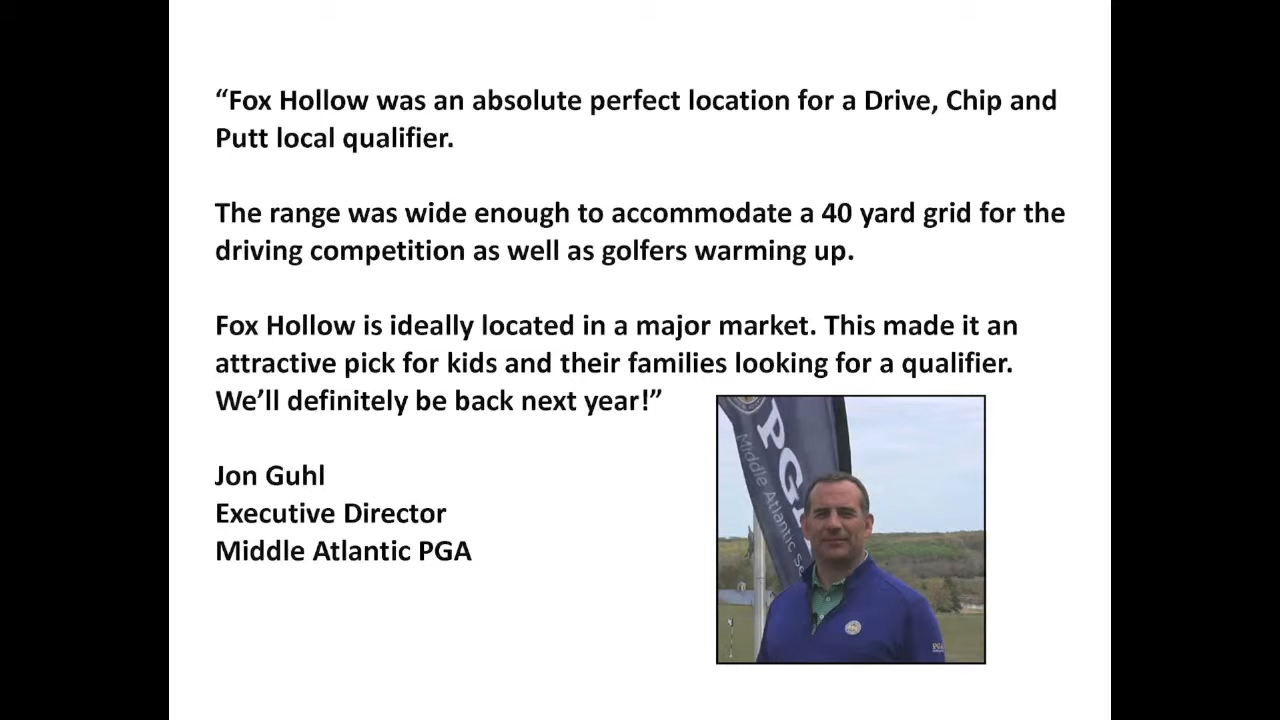 “Fox Hollow was an absolute perfect location for a Drive, Chip and
Putt local qualifier.
The range was wide enough to accommodate a 40 yard grid for the
driving competition as well as golfers warming up.
Fox Hollow is ideally located in a major market. This made it an
attractive pick for kids and their families looking for a qualifier.
We’ll definitely be back next year!”
Jon Guhl
Executive Director
Middle Atlantic PGA
PGA
Middle Atlantic Se
PGA